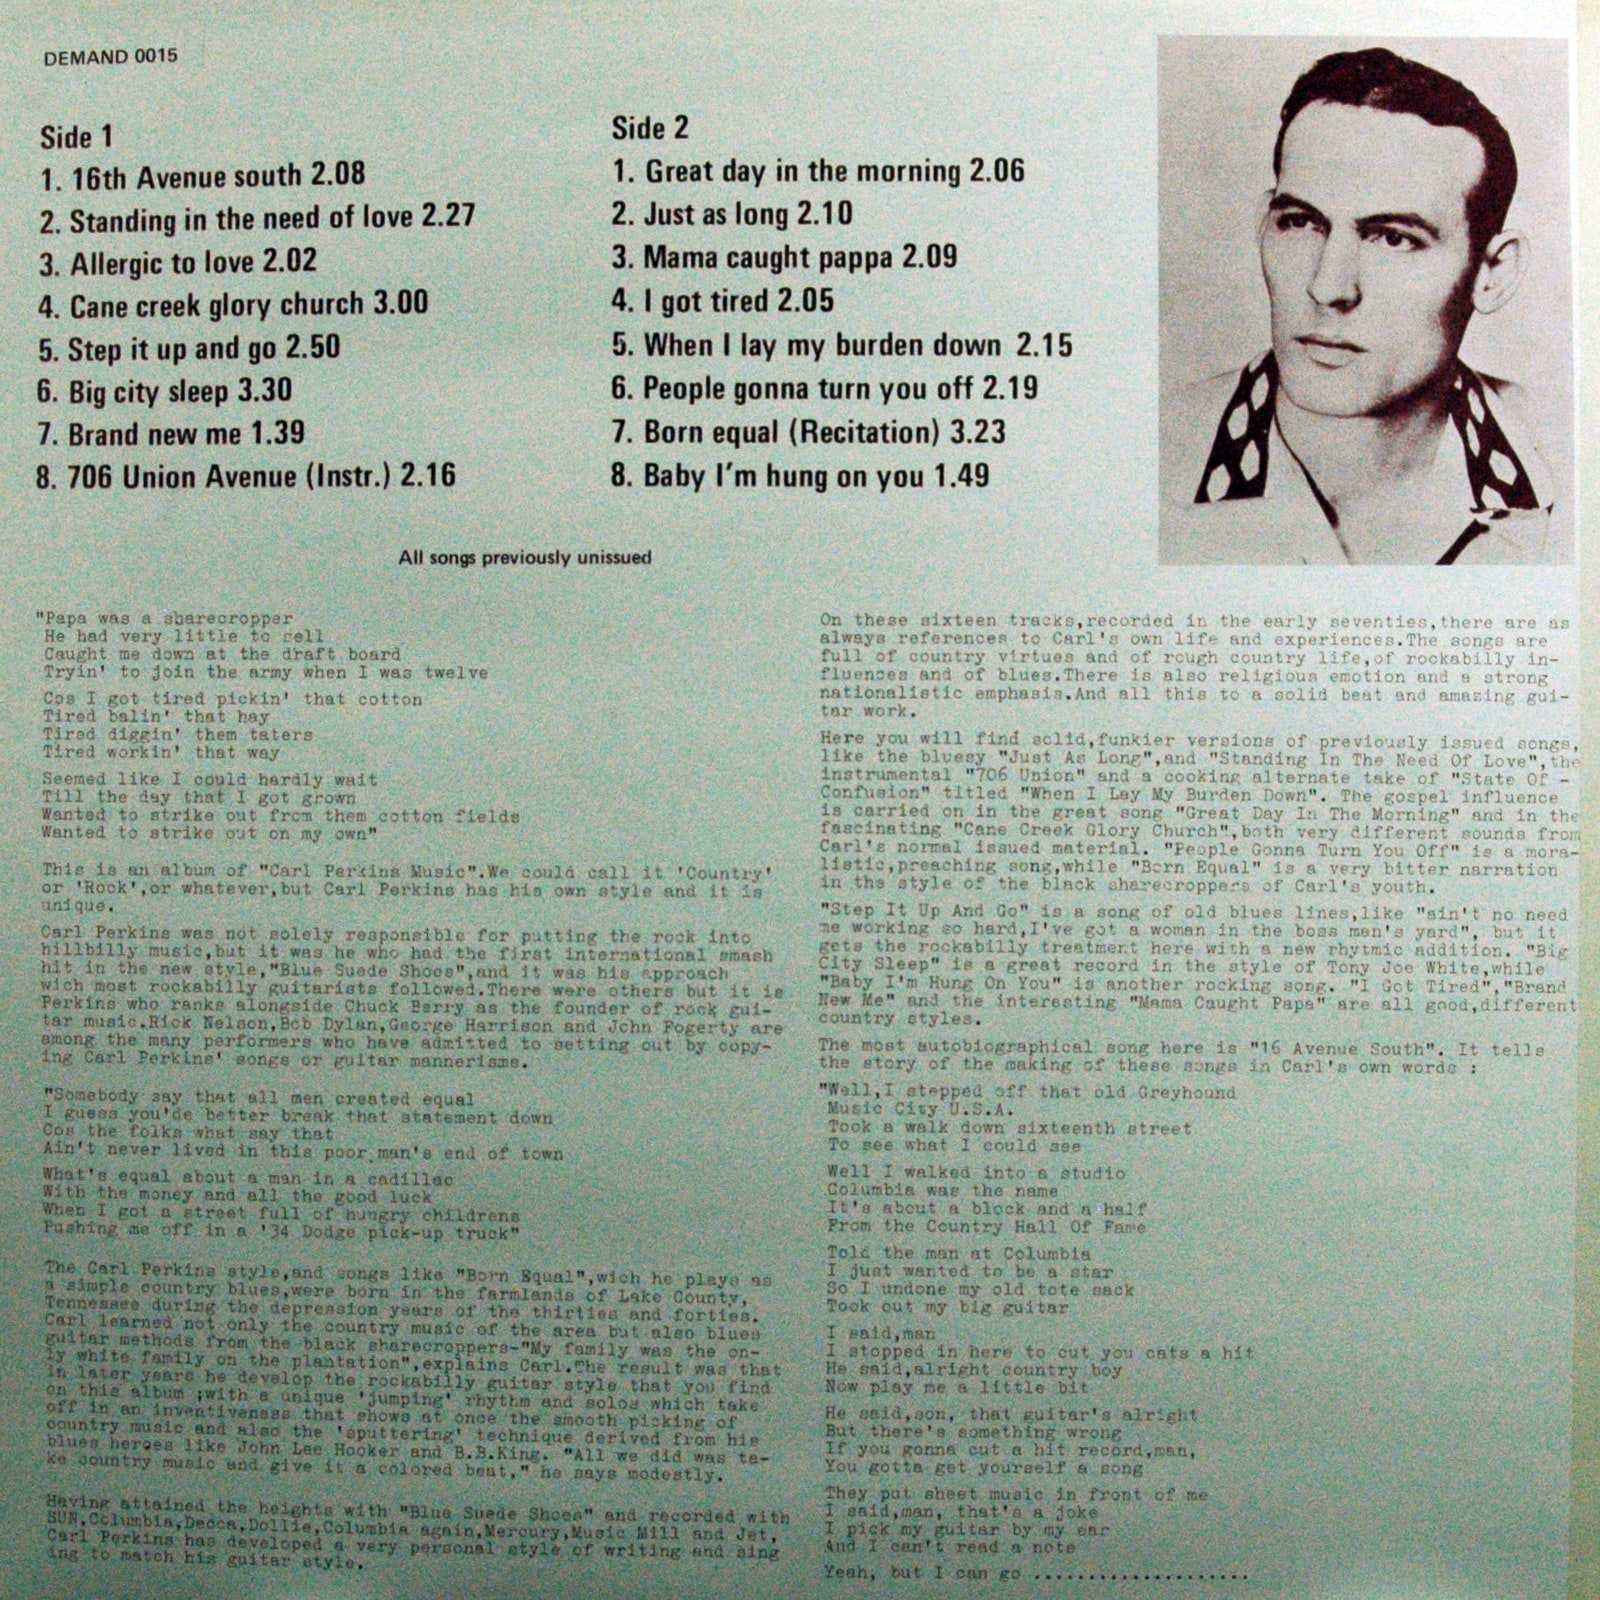 DEMAND 0015
Side 1
1. 16th Avenue south 2.08
2. Standing in the need of love 2.27
3. Allergic to love 2.02
4. Cane creek glory church 3.00
5. Step it up and go 2.50
6. Big city sleep 3.30
7. Brand new me 1.39
8. 706 Union Avenue (Instr.) 2.16
Side 2
1. Great day in the morning 2.06
2. Just as long 2.10
3. Mama caught pappa 2.09
4. I got tired 2.05
5. When I lay my burden down 2.15
6. People gonna turn you off 2.19
7. Born equal (Recitation) 3.23
8. Baby I'm hung on you 1.49
All songs previously unissued
"Papa was a sharecropper
He had very little to cell
Caught me down at the draft board
Tryin' to join the army when I was twelve
Cos I got tired pickin' that cotton
Tired balin' that hay
Tired diggin' them taters
Tired workin' that way
Seemed like I could hardly wait
Till the day that I got grown
Wanted to strike out from them cotton fields
Wanted to strike out on my own"
This is an album of "Carl Perkins Music".We could call it 'Country'
or 'Rock',or whatever,but Carl Perkins has his own style and it is
unique.
Carl Perkins was not solely responsible for putting the rock into
hillbilly music,but it was he who had the first international smash
hit in the new style,"Blue Suede Shoes",and it was his approach
wich most rockabilly guitarists followed.There were others but it is
Perkins who ranks alongside Chuck Berry as the founder of rock gui-
tar music.Rick Nelson,Bob Dylan,George Harrison and John Fogerty are
among the many performers who have admitted to setting out by copy-
ing Carl Perkins' songs or guitar mannerisms.
"Somebody say that all men created equal
I guess you'de better break that statement down
Cos the folks what say that
Ain't never lived in this poor man's end of town
What's equal about a man in a cadillac
With the money and all the good luck
When I got a street full of hungry childrens
Pushing me off in a '34 Dodge pick-up truck"
The Carl Perkins style,and songs like "Born Equal",wich he plays as
a simple country blues,were born in the farmlands of Lake County,
Tennessee during the depression years of the thirties and forties.
Carl learned not only the country music of the area but also blues
guitar methods from the black sharecroppers-"My family was the on-
ly white family on the plantation",explains Carl.The result was that
in later years he develop the rockabilly guitar style that you find
on this album ;with a unique 'jumping' rhythm and solos which take
off in an inventiveness that shows at once the smooth picking of
country music and also the 'sputtering' technique derived from his
blues heroes like John Lee Hooker and B.B.King. "All we did was ta-
ke country music and give it a colored beat," he says modestly.
Having attained the heights with "Blue Suede Shoes" and recorded with
SUN,Columbia,Decca,Dollie,Columbia again,Mercury,Music Mill and Jet,
Carl Perkins has developed a very personal style of writing and sing
ing to match his guitar style.
On these sixteen tracks,recorded in the early seventies,there are as
always references to Carl's own life and experiences.The songs are
full of country virtues and of rough country life,of rockabilly in-
fluences and of blues.There is also religious emotion and a strong
nationalistic emphasis.And all this to a solid beat and amazing gui-
tar work.
Here you will find solid,funkier versions of previously issued songs,
like the bluesy "Just As Long",and "Standing In The Need Of Love",the
instrumental "706 Union" and a cooking alternate take of "State Of -
Confusion" titled "When I Lay My Burden Down". The gospel influence
is carried on in the great song "Great Day In The Morning" and in the
fascinating "Cane Creek Glory Church",both very different sounds from
Carl's normal issued material. "People Gonna Turn You Off" is a mora-
listic,preaching song,while "Born Equal" is a very bitter narration
in the style of the black sharecroppers of Carl's youth.
"Step It Up And Go" is a song of old blues lines,like "ain't no need
me working so hard,I've got a woman in the boss man's yard", but it
gets the rockabilly treatment here with a new rhytmic addition. "Big
City Sleep" is a great record in the style of Tony Joe White,while
"Baby I'm Hung On You" is another rocking song. "I Got Tired","Brand
New Me" and the interesting "Mama Caught Papa" are all good,different
country styles.
The most autobiographical song here is "16 Avenue South". It tells
the story of the making of these songs in Carl's own words :
"Well,I stepped off that old Greyhound
Music City U.S.A.
Took a walk down sixteenth street
To see what I could see
Well I walked into a studio
Columbia was the name
It's about a block and a half
From the Country Hall Of Fame
Told the man at Columbia
I just wanted to be a star
So I undone my old tote sack
Took out my big guitar
I said,man
I stopped in here to cut you cats a hit
He said,alright country boy
Now play me a little bit
He said,son, that guitar's alright
But there's something wrong
If you gonna cut a hit record,man,
You gotta get yourself a song
They put sheet music in front of me
I said,man, that's a joke
I pick my guitar by my ear
And I can't read a note
Yeah, but I can go ....................